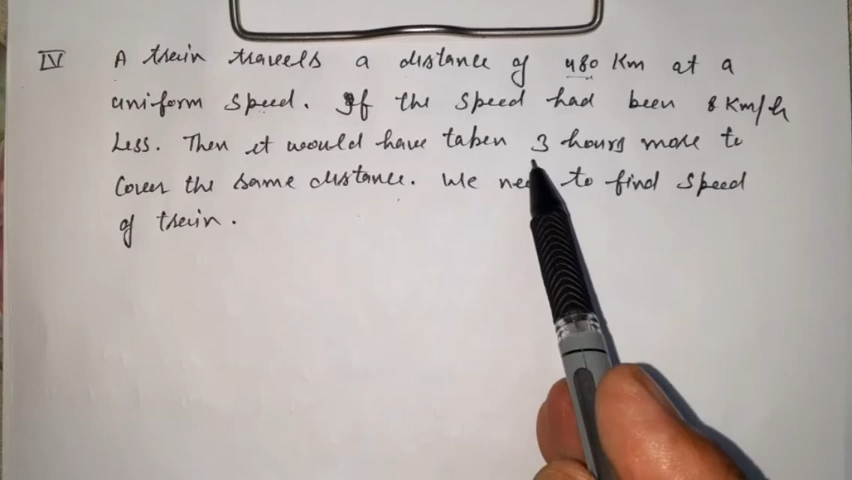 IV A train travels a distance of 480 Km at a
uniform speed. If the speed had been 8 Km/h
Less. Then it would have taken 3 hours more to
Cover the same distance. We to find speed
of train.